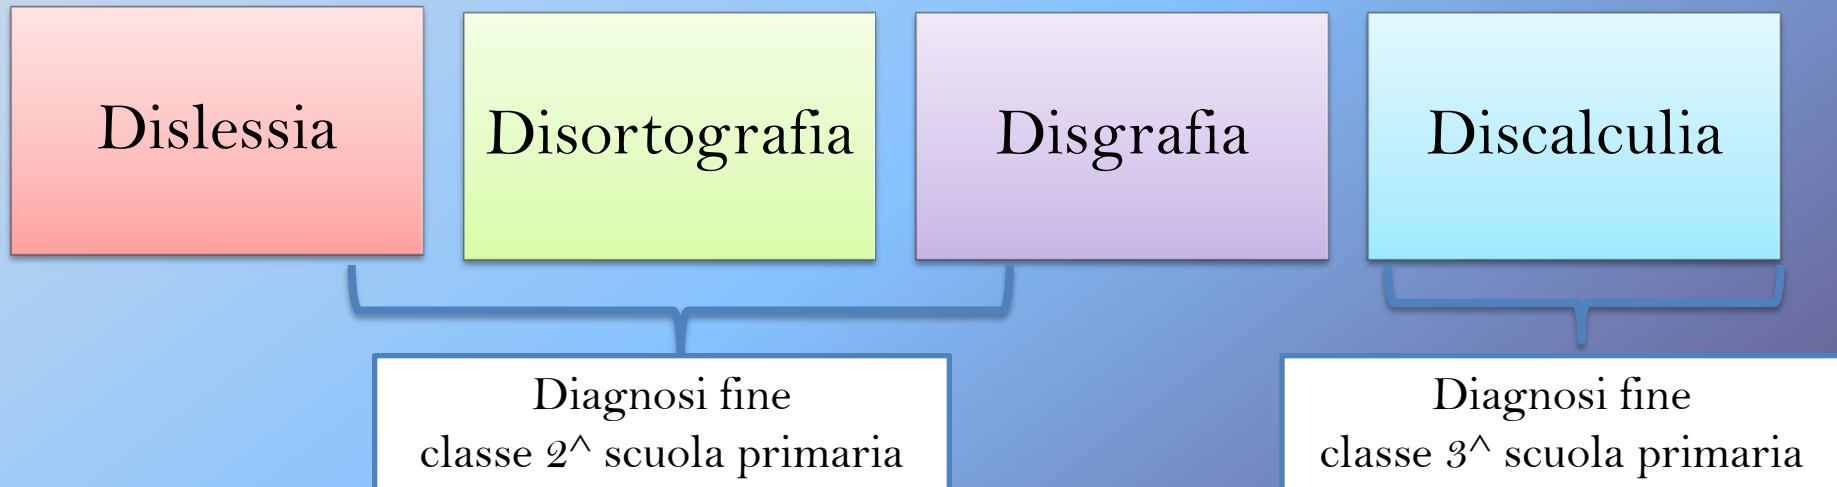 Dislessia
Disortografia
Disgrafia
Discalculia
Diagnosi fine
classe 2^ scuola primaria
Diagnosi fine
classe 3^ scuola primaria